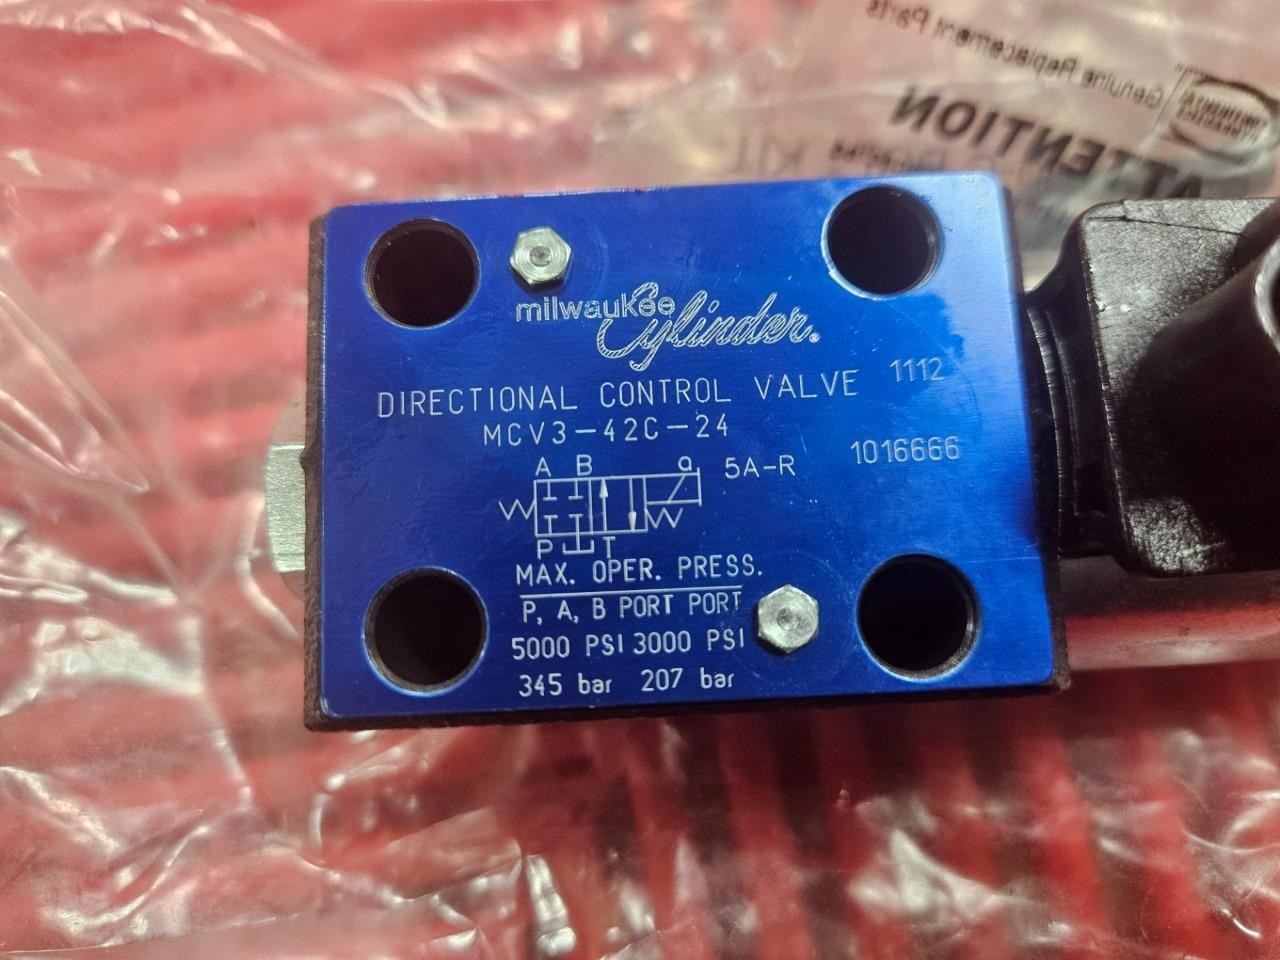 Genuine Replacement Parts
ATTENTION
KIT
milwaukee
Cylinder®
DIRECTIONAL CONTROL VALVE 1112
MCV3-42C-24
A B a 5A-R 1016666
P T
MAX. OPER. PRESS.
P, A, B PORT PORT
5000 PSI 3000 PSI
345 bar 207 bar